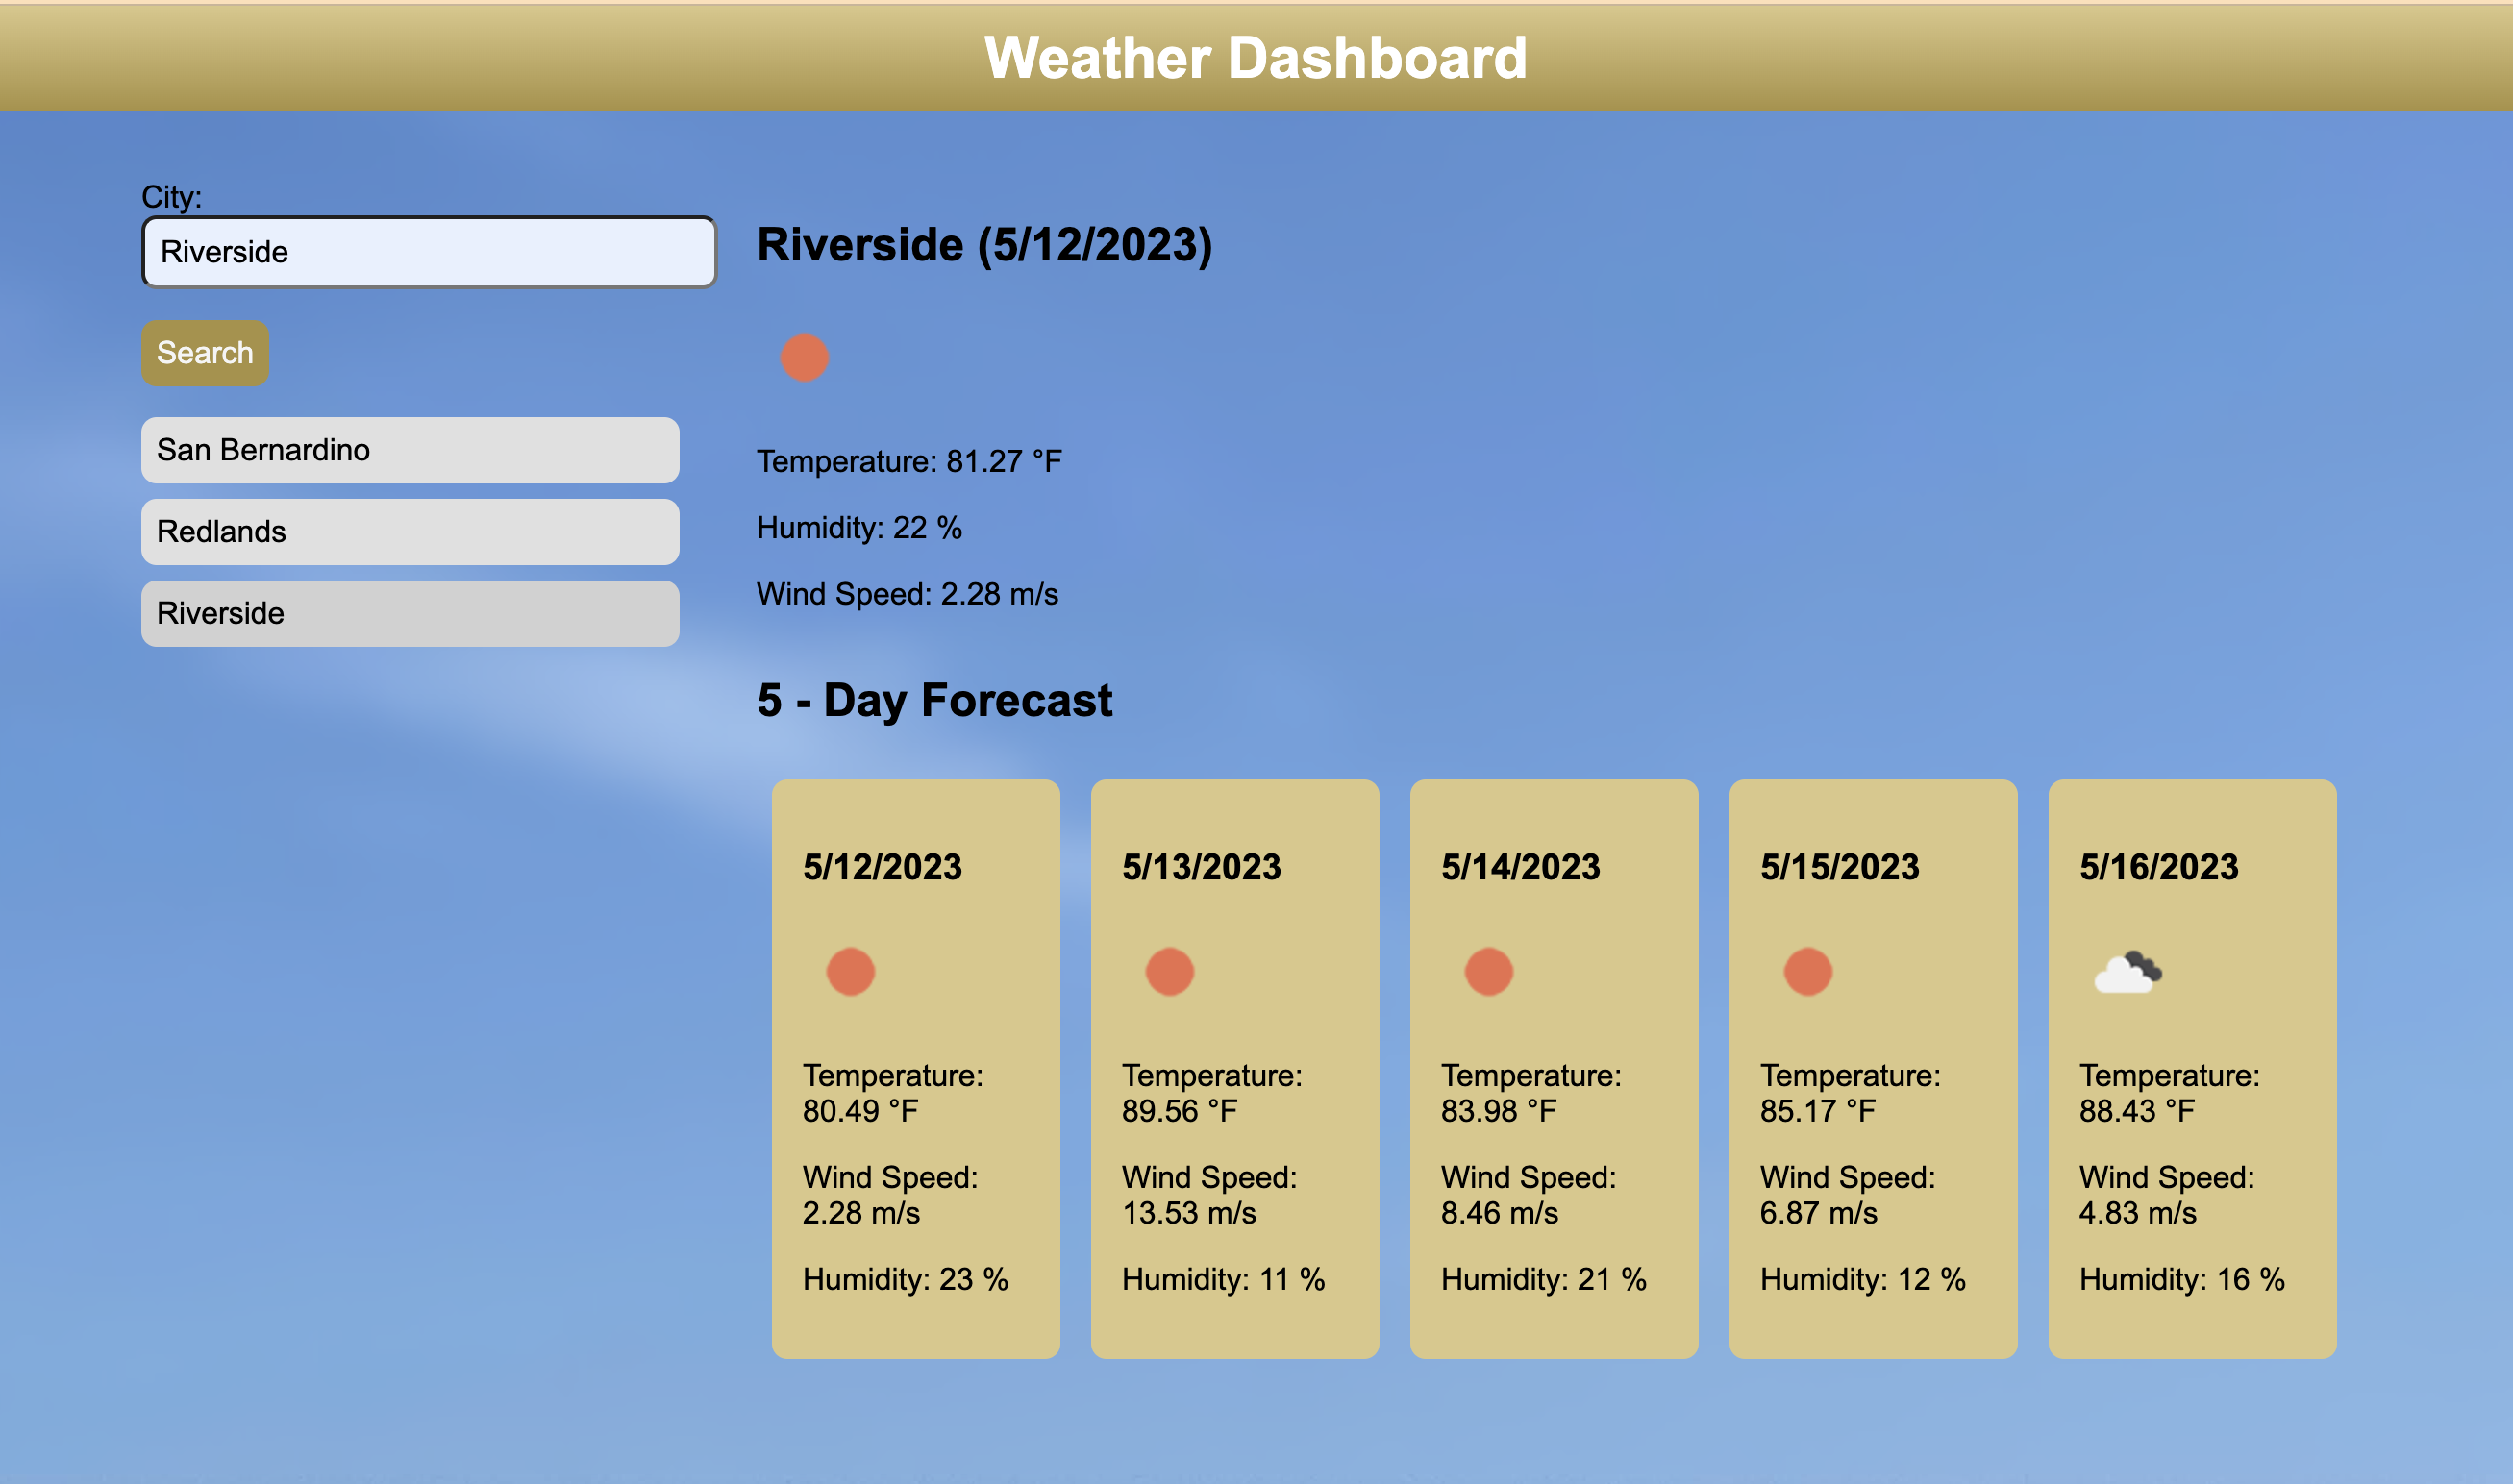 Weather Dashboard
City:
Riverside
Search
San Bernardino
Redlands
Riverside
Riverside (5/12/2023)
Temperature: 81.27 °F
Humidity: 22 %
Wind Speed: 2.28 m/s
5 - Day Forecast
5/12/2023
Temperature:
80.49 °F
Wind Speed:
2.28 m/s
Humidity: 23 %
5/13/2023
Temperature:
89.56 °F
Wind Speed:
13.53 m/s
Humidity: 11 %
5/14/2023
Temperature:
83.98 °F
Wind Speed:
8.46 m/s
Humidity: 21 %
5/15/2023
Temperature:
85.17 °F
Wind Speed:
6.87 m/s
Humidity: 12 %
5/16/2023
Temperature:
88.43 °F
Wind Speed:
4.83 m/s
Humidity: 16 %